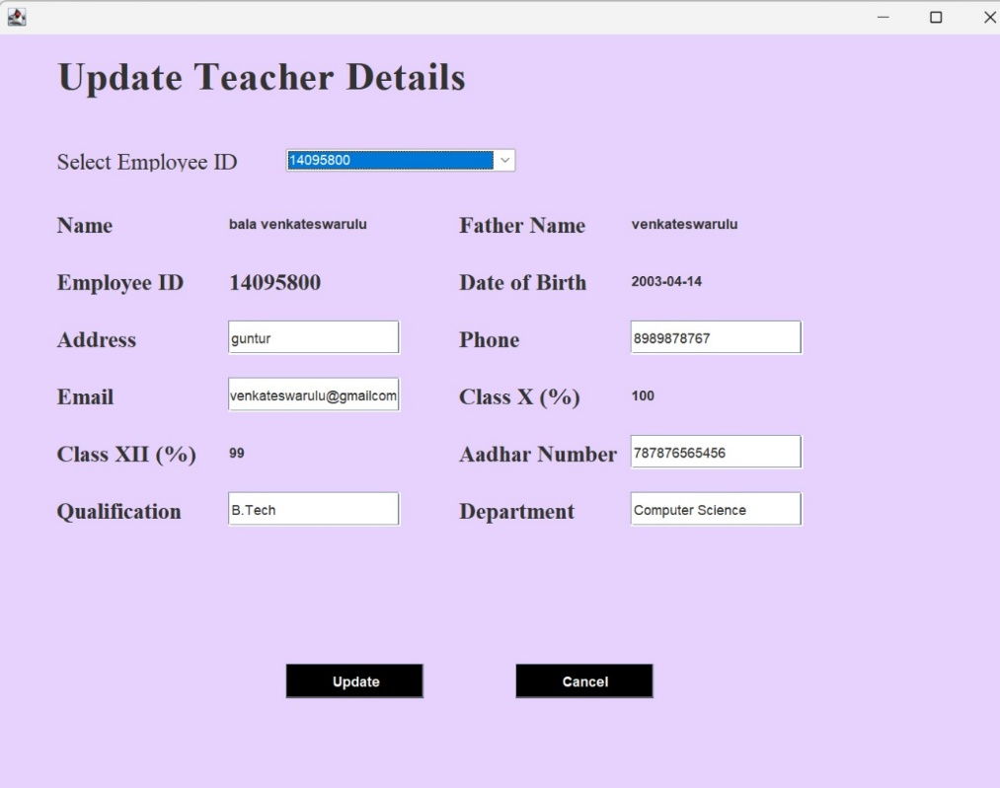 Update Teacher Details
Select Employee ID 14095800
Name bala venkateswarulu Father Name venkateswarulu
Employee ID 14095800 Date of Birth 2003-04-14
Address guntur Phone 8989878767
Email venkateswarulu@gmailcom Class X (%) 100
Class XII (%) 99 Aadhar Number 787876565456
Qualification B.Tech Department Computer Science
Update Cancel